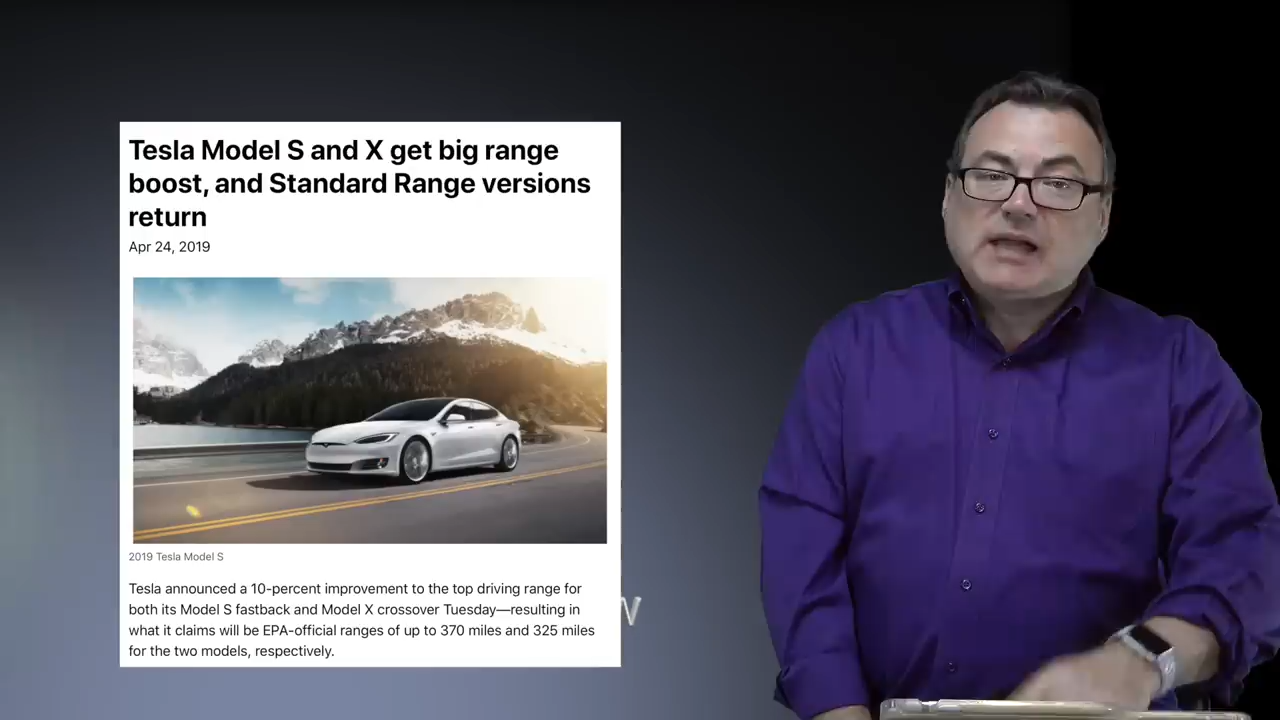 Tesla Model S and X get big range
boost, and Standard Range versions
return
Apr 24, 2019
2019 Tesla Model S
Tesla announced a 10-percent improvement to the top driving range for
both its Model S fastback and Model X crossover Tuesday—resulting in
what it claims will be EPA-official ranges of up to 370 miles and 325 miles
for the two models, respectively.